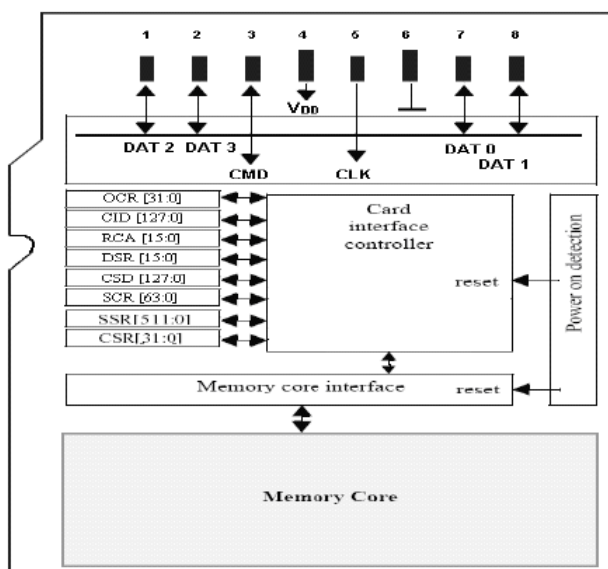 1 2 3 4 5 6 7 8
VDD
DAT 2 DAT 3 DAT 0
DAT 1
CMD CLK
OCR [31:0]
CID [127:0]
RCA [15:0]
DSR [15:0]
CSD [127:0]
SCR [63:0]
SSR[511:0]
CSR[31:0]
Card
interface
controller
reset
Power on detection
Memory core interface reset
Memory Core